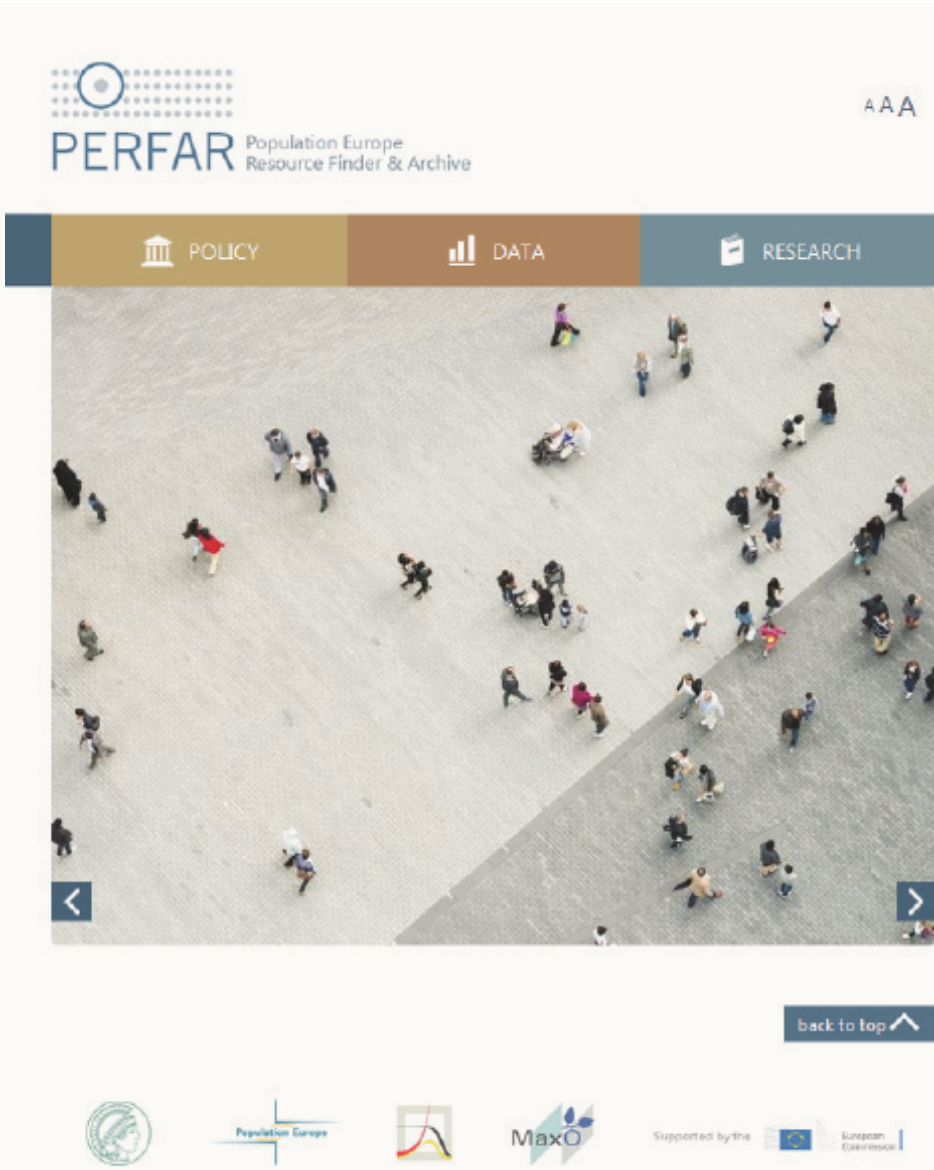 AAA
PERFAR Population Europe
Resource Finder & Archive
POLICY DATA RESEARCH
back to top
Population Europe
MaxO
Supported by the
European
Commission